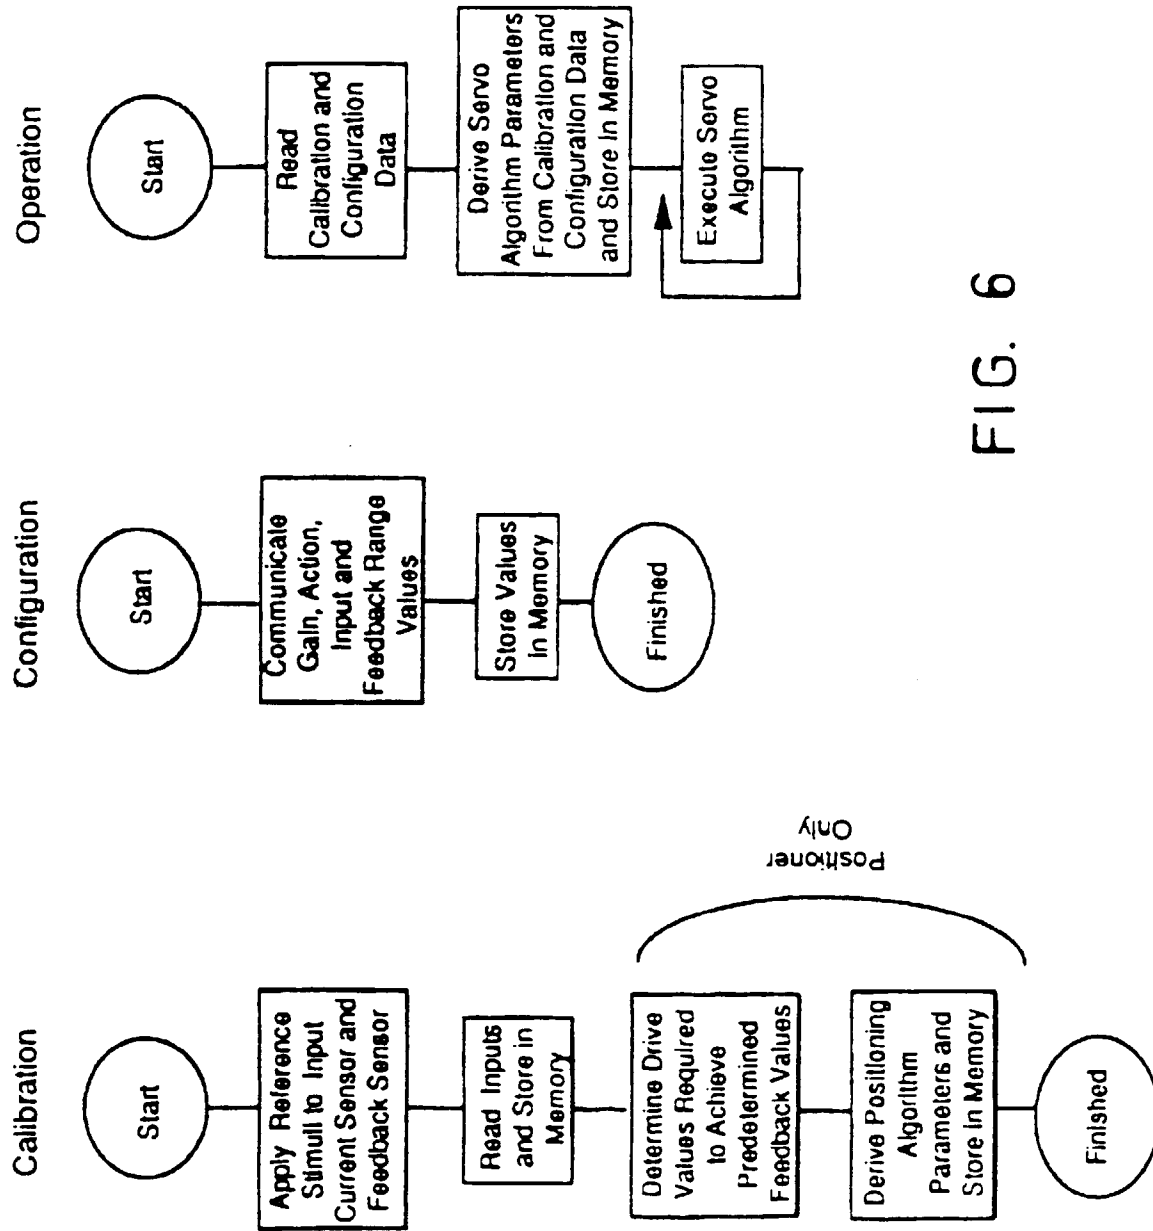 Calibration
Start
Apply Reference
Stimuli to Input
Current Sensor and
Feedback Sensor
Read Inputs
and Store in
Memory
Determine Drive
Values Required
to Achieve
Predetermined
Feedback Values
Derive Positioning
Algorithm
Parameters and
Store in Memory
Finished
Positioner
Only
Configuration
Start
Communicate
Gain, Action,
Input and
Feedback Range
Values
Store Values
in Memory
Finished
Operation
Start
Read
Calibration and
Configuration
Data
Derive Servo
Algorithm Parameters
From Calibration and
Configuration Data
and Store in Memory
Execute Servo
Algorithm
FIG. 6